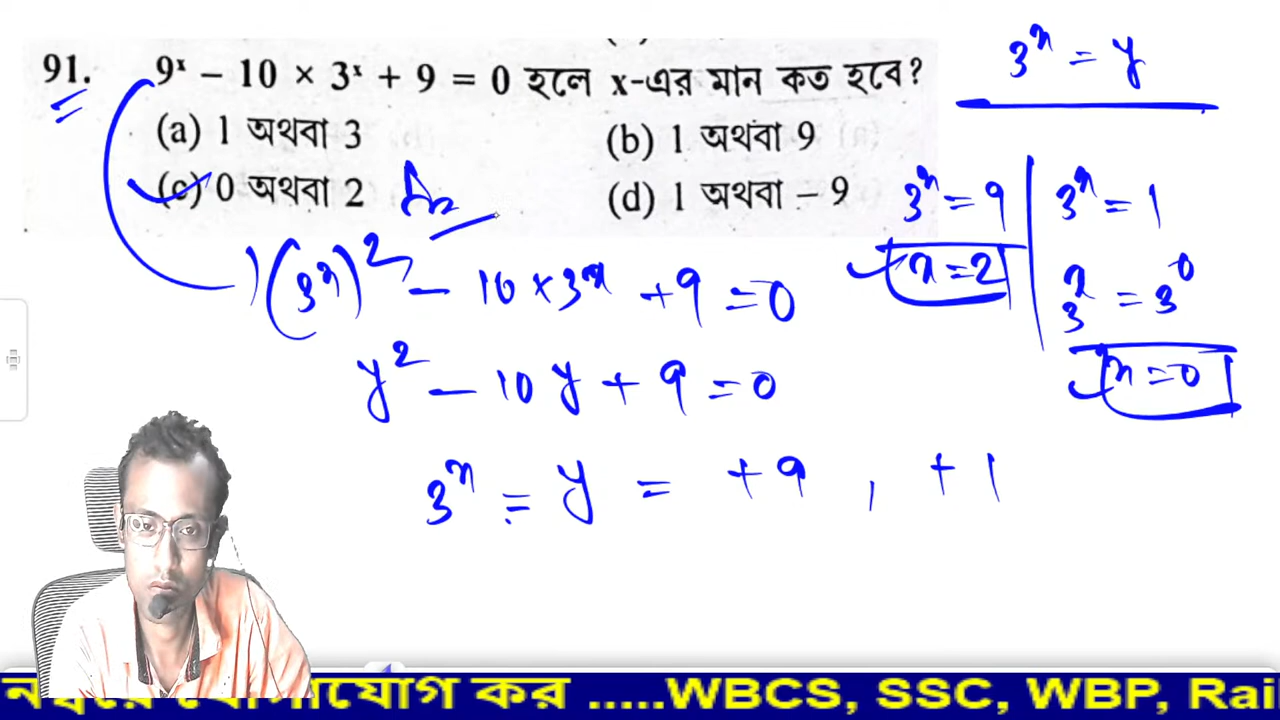 91. 9ˣ − 10 × 3ˣ + 9 = 0 হলে x-এর মান কত হবে?
(a) 1 অথবা 3 (b) 1 অথবা 9
(c) 0 অথবা 2 (d) 1 অথবা − 9
Ans
3ˣ = y
3ˣ = 9
x = 2
3ˣ = 1
3ˣ = 3⁰
x = 0
(3ˣ)² − 10 × 3ˣ + 9 = 0
y² − 10y + 9 = 0
3ˣ = y = +9 , +1
যোগাযোগ কর ......WBCS, SSC, WBP, Rail